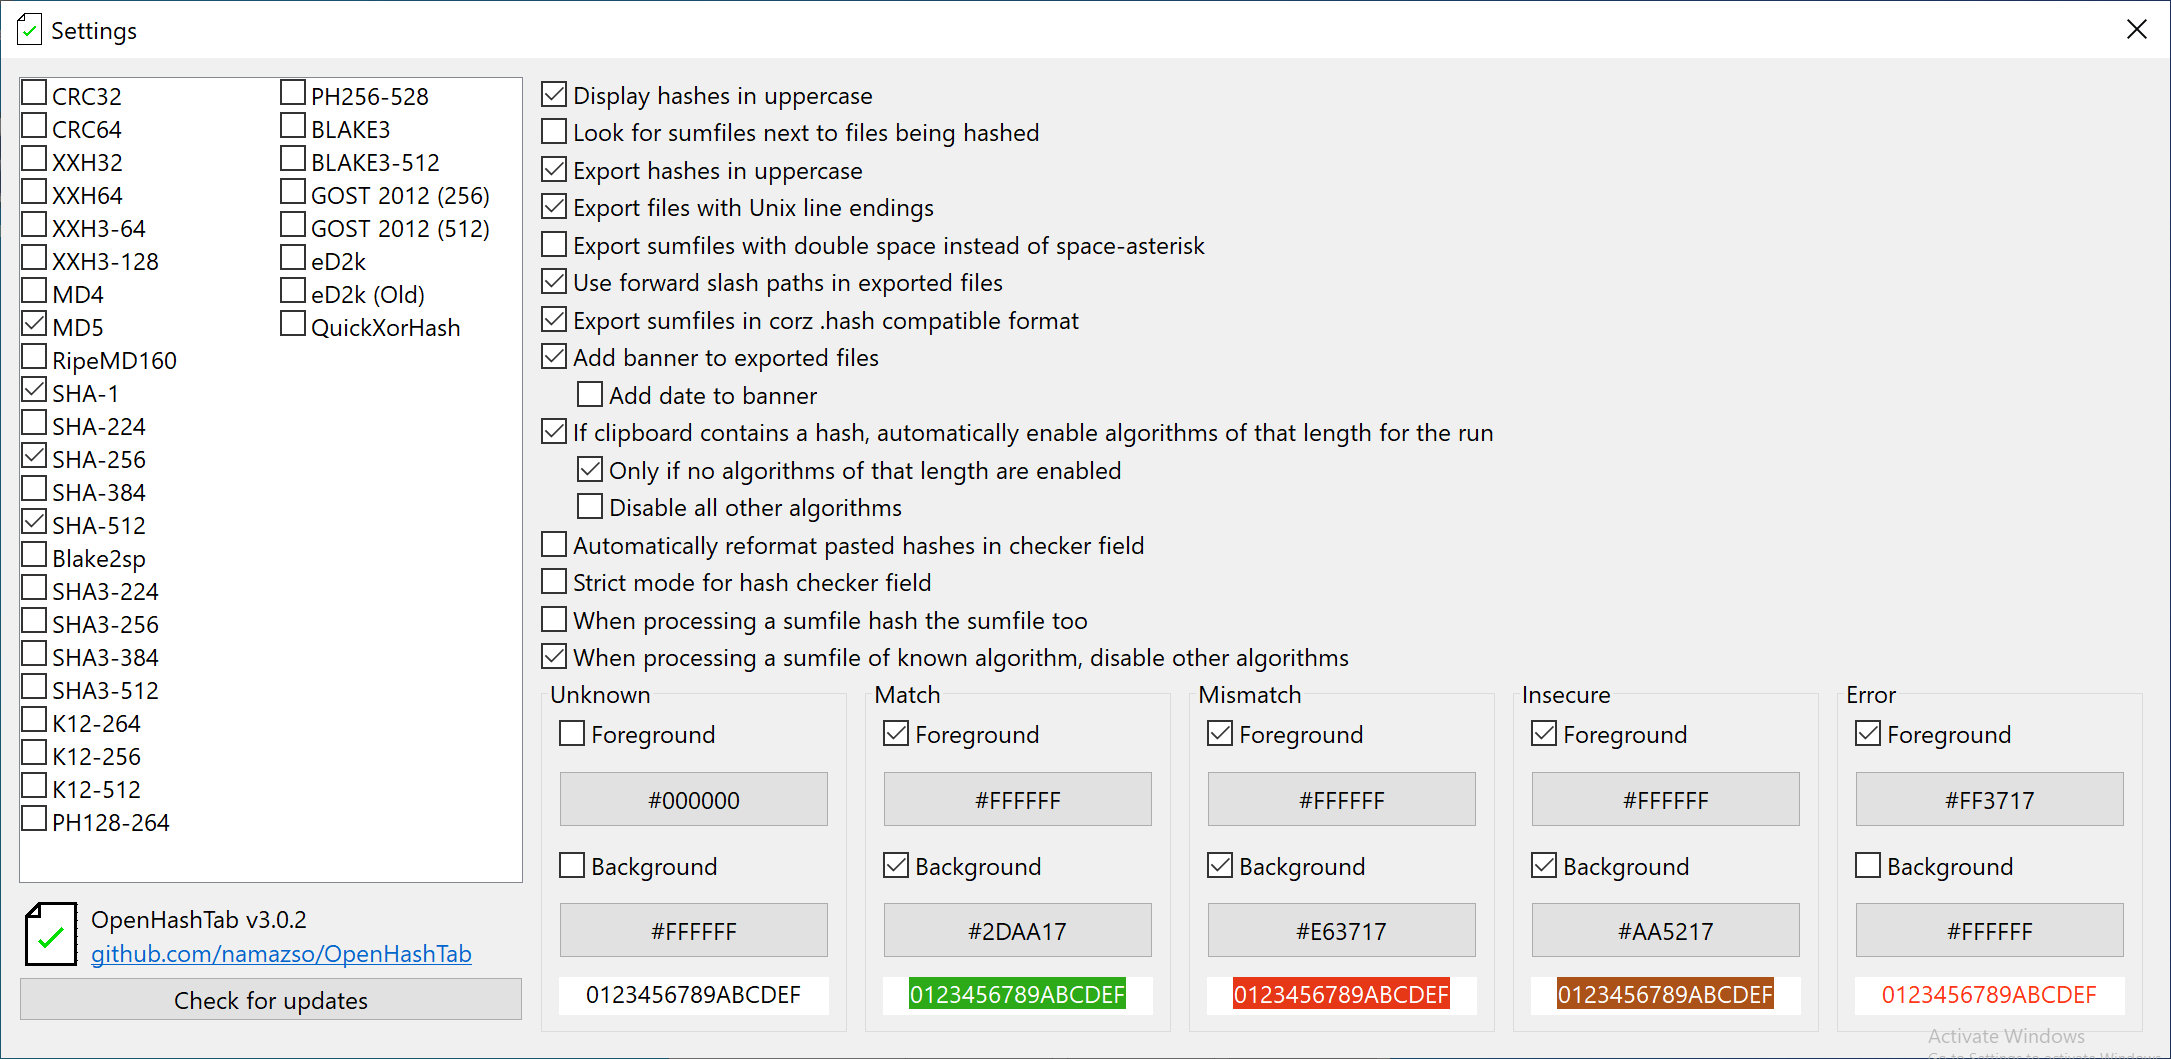 Settings
CRC32
CRC64
XXH32
XXH64
XXH3-64
XXH3-128
MD4
MD5
RipeMD160
SHA-1
SHA-224
SHA-256
SHA-384
SHA-512
Blake2sp
SHA3-224
SHA3-256
SHA3-384
SHA3-512
K12-264
K12-256
K12-512
PH128-264
PH256-528
BLAKE3
BLAKE3-512
GOST 2012 (256)
GOST 2012 (512)
eD2k
eD2k (Old)
QuickXorHash
OpenHashTab v3.0.2
github.com/namazso/OpenHashTab
Check for updates
Display hashes in uppercase
Look for sumfiles next to files being hashed
Export hashes in uppercase
Export files with Unix line endings
Export sumfiles with double space instead of space-asterisk
Use forward slash paths in exported files
Export sumfiles in corz .hash compatible format
Add banner to exported files
Add date to banner
If clipboard contains a hash, automatically enable algorithms of that length for the run
Only if no algorithms of that length are enabled
Disable all other algorithms
Automatically reformat pasted hashes in checker field
Strict mode for hash checker field
When processing a sumfile hash the sumfile too
When processing a sumfile of known algorithm, disable other algorithms
Unknown
Foreground
#000000
Background
#FFFFFF
0123456789ABCDEF
Match
Foreground
#FFFFFF
Background
#2DAA17
0123456789ABCDEF
Mismatch
Foreground
#FFFFFF
Background
#E63717
0123456789ABCDEF
Insecure
Foreground
#FFFFFF
Background
#AA5217
0123456789ABCDEF
Error
Foreground
#FF3717
Background
#FFFFFF
0123456789ABCDEF
Activate Windows
Go to Settings to activate Windows